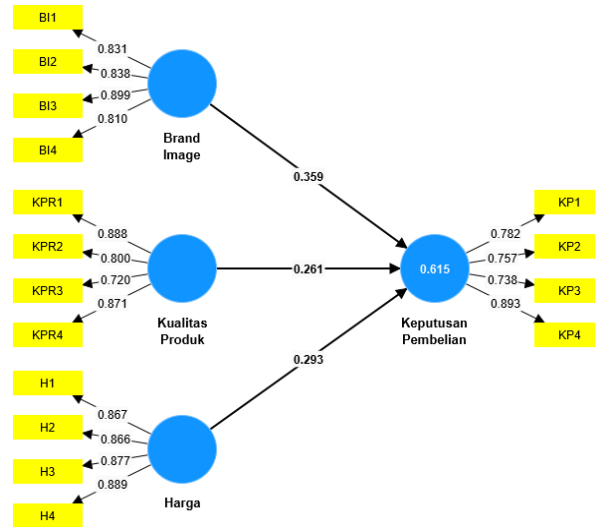 BI1
0.831
BI2
0.838
BI3
0.899
BI4
0.810
Brand
Image
0.359
KPR1
0.888
KPR2
0.800
KPR3
0.720
KPR4
0.871
Kualitas
Produk
0.261
H1
0.867
H2
0.866
H3
0.877
H4
0.889
Harga
0.293
0.615
Keputusan
Pembelian
KP1
0.782
KP2
0.757
KP3
0.738
KP4
0.893